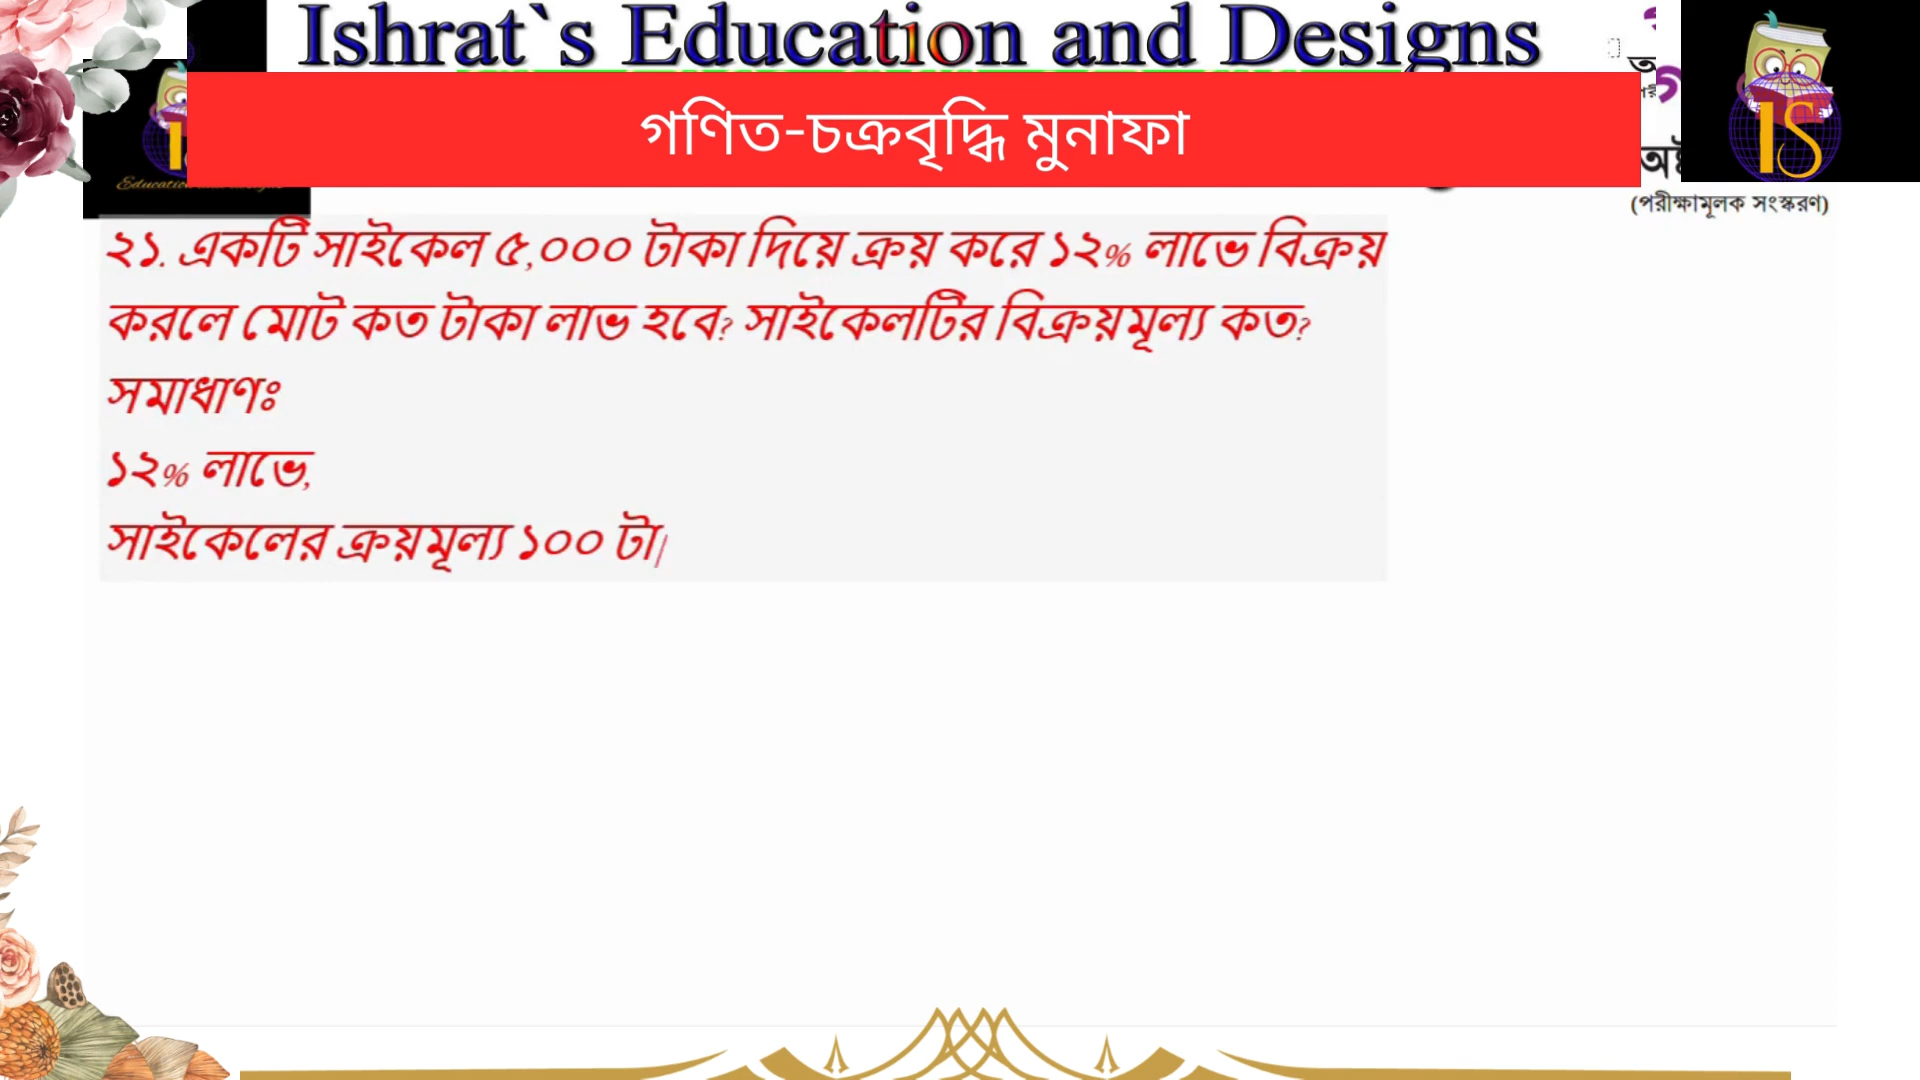 Ishrat`s Education and Designs
গণিত-চক্রবৃদ্ধি মুনাফা
IS
(পরীক্ষামূলক সংস্করণ)
২১. একটি সাইকেল ৫,০০০ টাকা দিয়ে ক্রয় করে ১২% লাভে বিক্রয়
করলে মোট কত টাকা লাভ হবে? সাইকেলটির বিক্রয়মূল্য কত?
সমাধাণঃ
১২% লাভে,
সাইকেলের ক্রয়মূল্য ১০০ টা